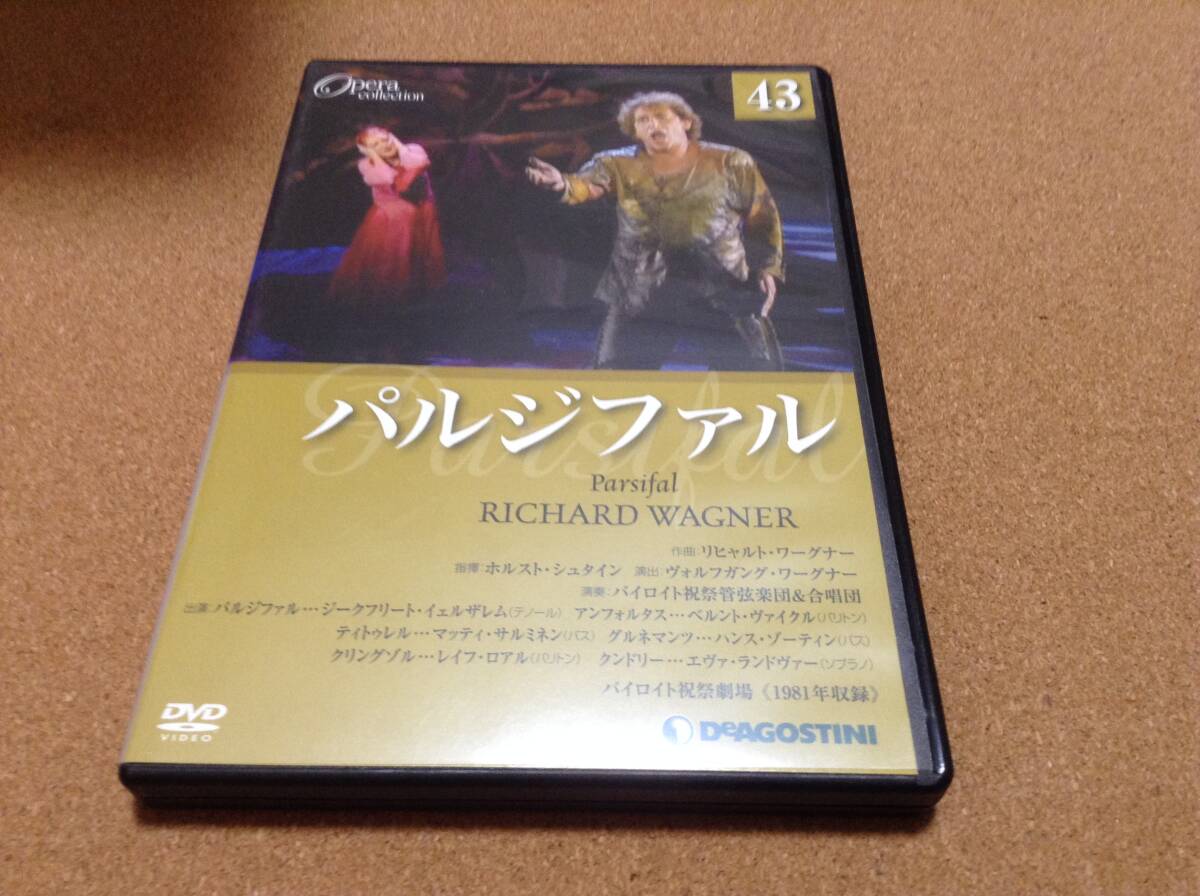 Opera collection
43
パルジファル
Parsifal
Parsifal
RICHARD WAGNER
作曲:リヒャルト・ワーグナー
指揮:ホルスト・シュタイン 演出:ヴォルフガング・ワーグナー
演奏:バイロイト祝祭管弦楽団&合唱団
出演:パルジファル…ジークフリート・イェルザレム(テノール) アンフォルタス…ベルント・ヴァイクル(バリトン)
ティトゥレル…マッティ・サルミネン(バス) グルネマンツ…ハンス・ゾーティン(バス)
クリングゾル…レイフ・ロアル(バリトン) クンドリー…エヴァ・ランドヴァー(ソプラノ)
バイロイト祝祭劇場《1981年収録》
DVD VIDEO
DeAGOSTINI